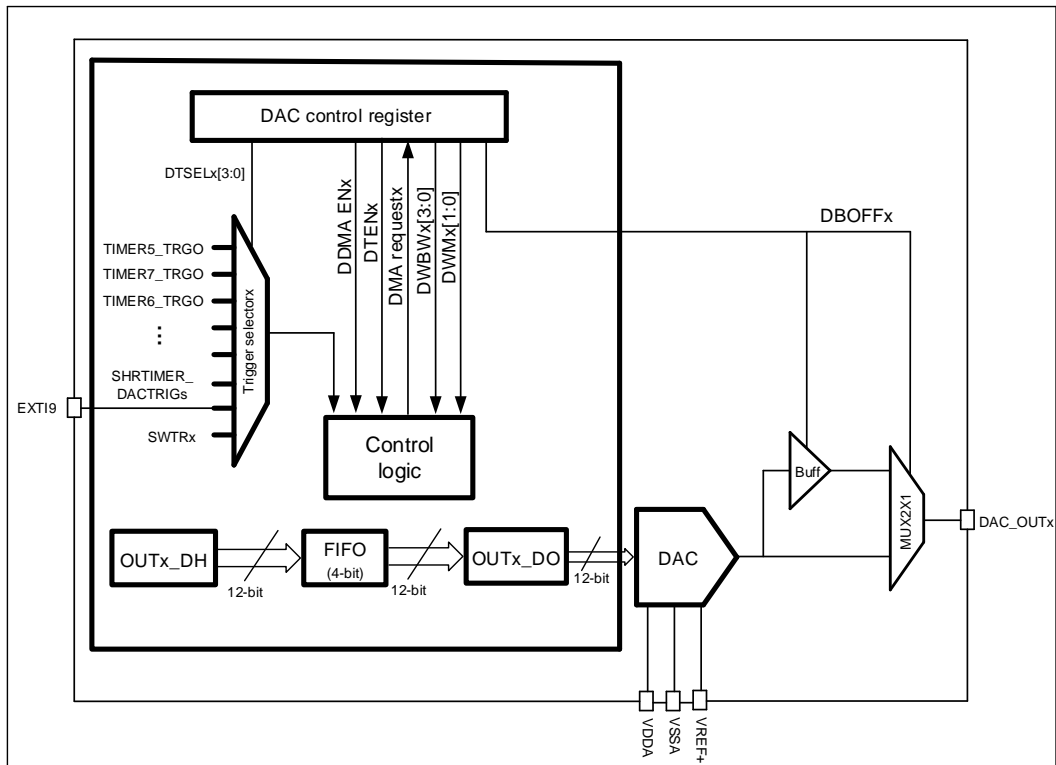 DAC control register
DTSELx[3:0]
DDMA ENx
DTENx
DMA requestx
DWBWx[3:0]
DWMx[1:0]
DBOFFx
TIMER5_TRGO
TIMER7_TRGO
TIMER6_TRGO
...
SHRTIMER_
DACTRIGs
EXTI9
SWTRx
Trigger selectorx
Control
logic
Buff
MUX2X1
DAC_OUTx
OUTx_DH
12-bit
FIFO
(4-bit)
12-bit
OUTx_DO
12-bit
DAC
VDDA
VSSA
VREF+